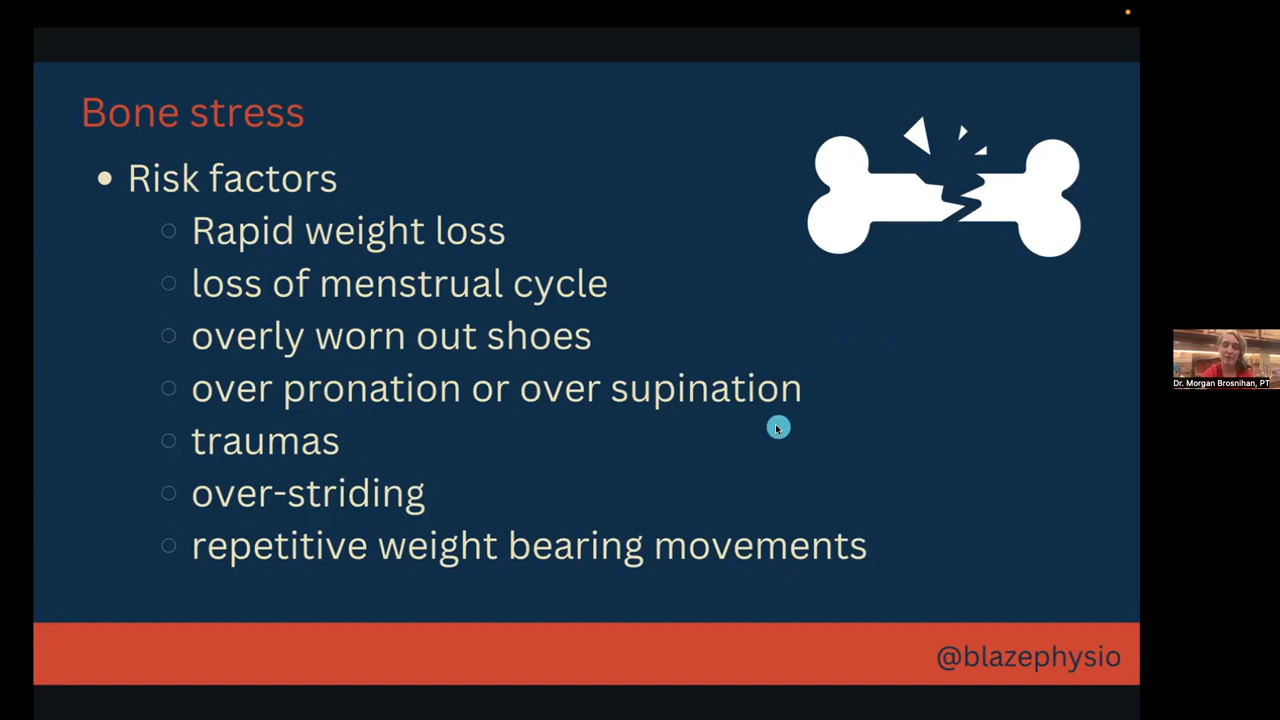 Bone stress
Risk factors
Rapid weight loss
loss of menstrual cycle
overly worn out shoes
over pronation or over supination
traumas
over-striding
repetitive weight bearing movements
Dr. Morgan Brosnihan, PT
@blazephysio